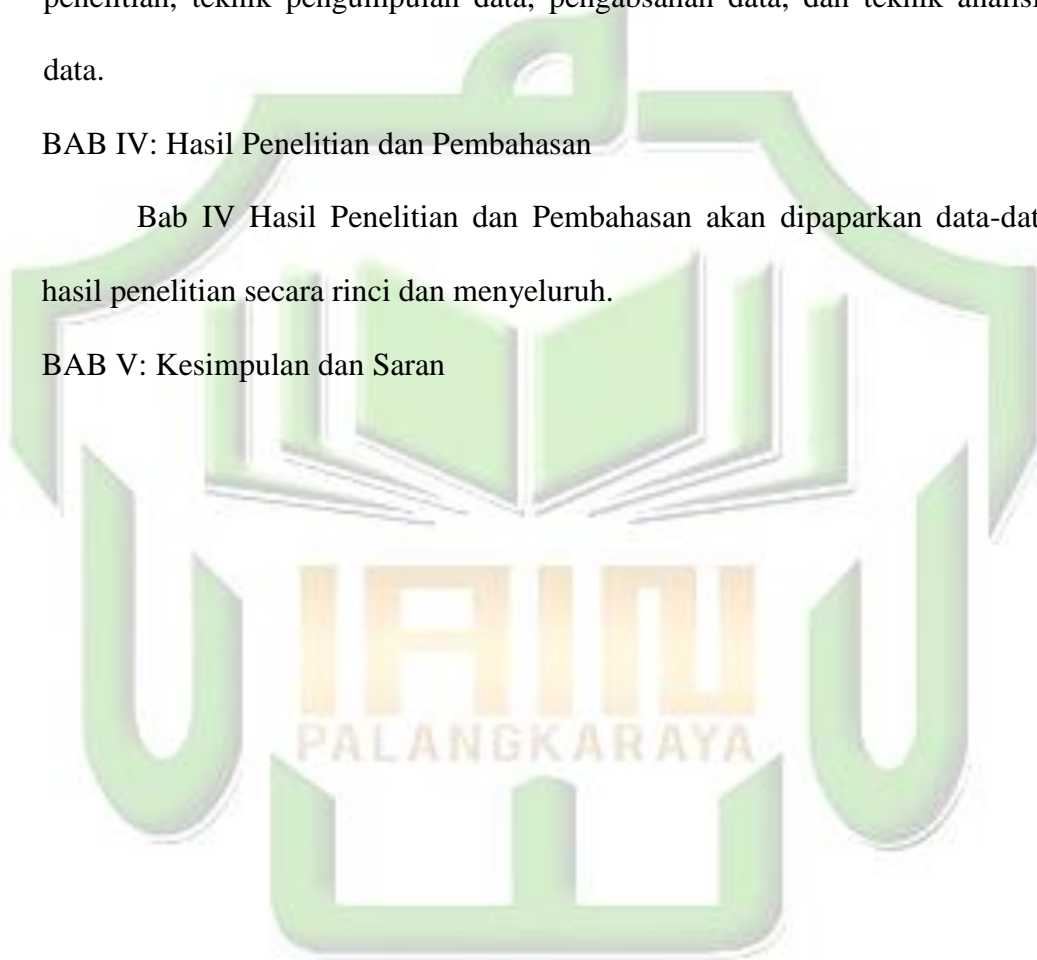 penelitian, teknik pengumpulan data, pengabsahan data, dan teknik analisi
data.
BAB IV: Hasil Penelitian dan Pembahasan
Bab IV Hasil Penelitian dan Pembahasan akan dipaparkan data-dat
hasil penelitian secara rinci dan menyeluruh.
BAB V: Kesimpulan dan Saran
IAIN
PALANGKARAYA